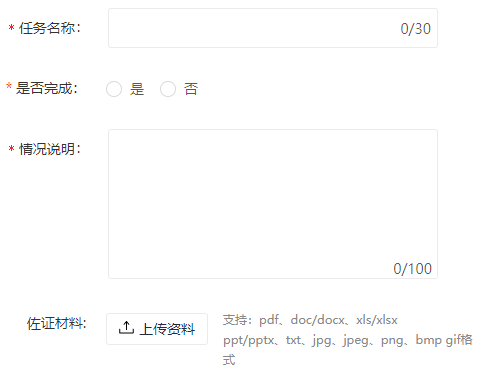 * 任务名称： 0/30
* 是否完成： 是 否
* 情况说明：
0/100
佐证材料: 上传资料 支持：pdf、doc/docx、xls/xlsx
ppt/pptx、txt、jpg、jpeg、png、bmp gif格
式